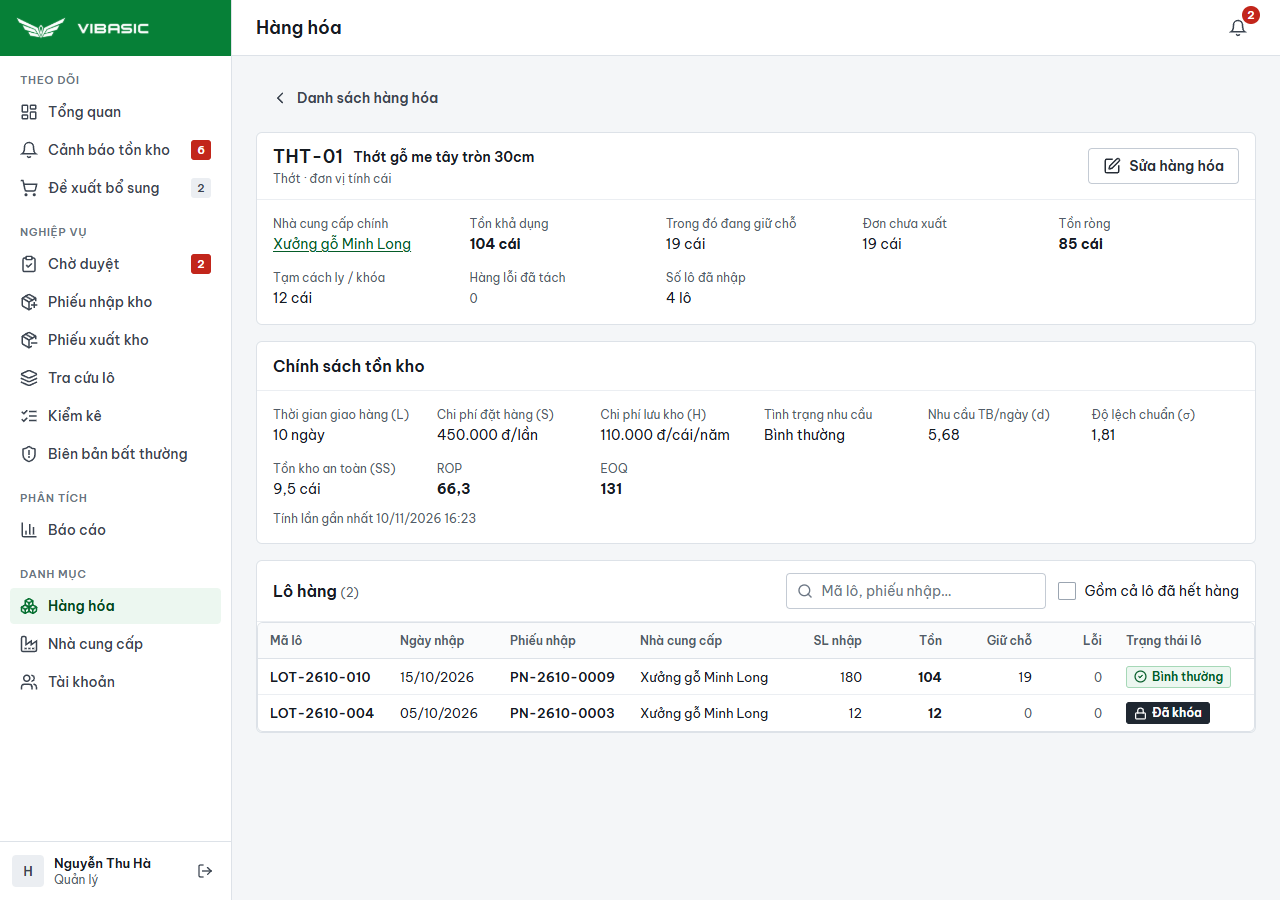 VIBASIC
Hàng hóa
2
THEO DÕI
Tổng quan
Cảnh báo tồn kho 6
Đề xuất bổ sung 2
NGHIỆP VỤ
Chờ duyệt 2
Phiếu nhập kho
Phiếu xuất kho
Tra cứu lô
Kiểm kê
Biên bản bất thường
PHÂN TÍCH
Báo cáo
DANH MỤC
Hàng hóa
Nhà cung cấp
Tài khoản
H Nguyễn Thu Hà
Quản lý
Danh sách hàng hóa
THT-01 Thớt gỗ me tây tròn 30cm
Thớt · đơn vị tính cái
Sửa hàng hóa
Nhà cung cấp chính Tồn khả dụng Trong đó đang giữ chỗ Đơn chưa xuất Tồn ròng
Xưởng gỗ Minh Long 104 cái 19 cái 19 cái 85 cái
Tạm cách ly / khóa Hàng lỗi đã tách Số lô đã nhập
12 cái 0 4 lô
Chính sách tồn kho
Thời gian giao hàng (L) Chi phí đặt hàng (S) Chi phí lưu kho (H) Tình trạng nhu cầu Nhu cầu TB/ngày (d) Độ lệch chuẩn (σ)
10 ngày 450.000 đ/lần 110.000 đ/cái/năm Bình thường 5,68 1,81
Tồn kho an toàn (SS) ROP EOQ
9,5 cái 66,3 131
Tính lần gần nhất 10/11/2026 16:23
Lô hàng (2) Mã lô, phiếu nhập... Gồm cả lô đã hết hàng
Mã lô Ngày nhập Phiếu nhập Nhà cung cấp SL nhập Tồn Giữ chỗ Lỗi Trạng thái lô
LOT-2610-010 15/10/2026 PN-2610-0009 Xưởng gỗ Minh Long 180 104 19 0 Bình thường
LOT-2610-004 05/10/2026 PN-2610-0003 Xưởng gỗ Minh Long 12 12 0 0 Đã khóa